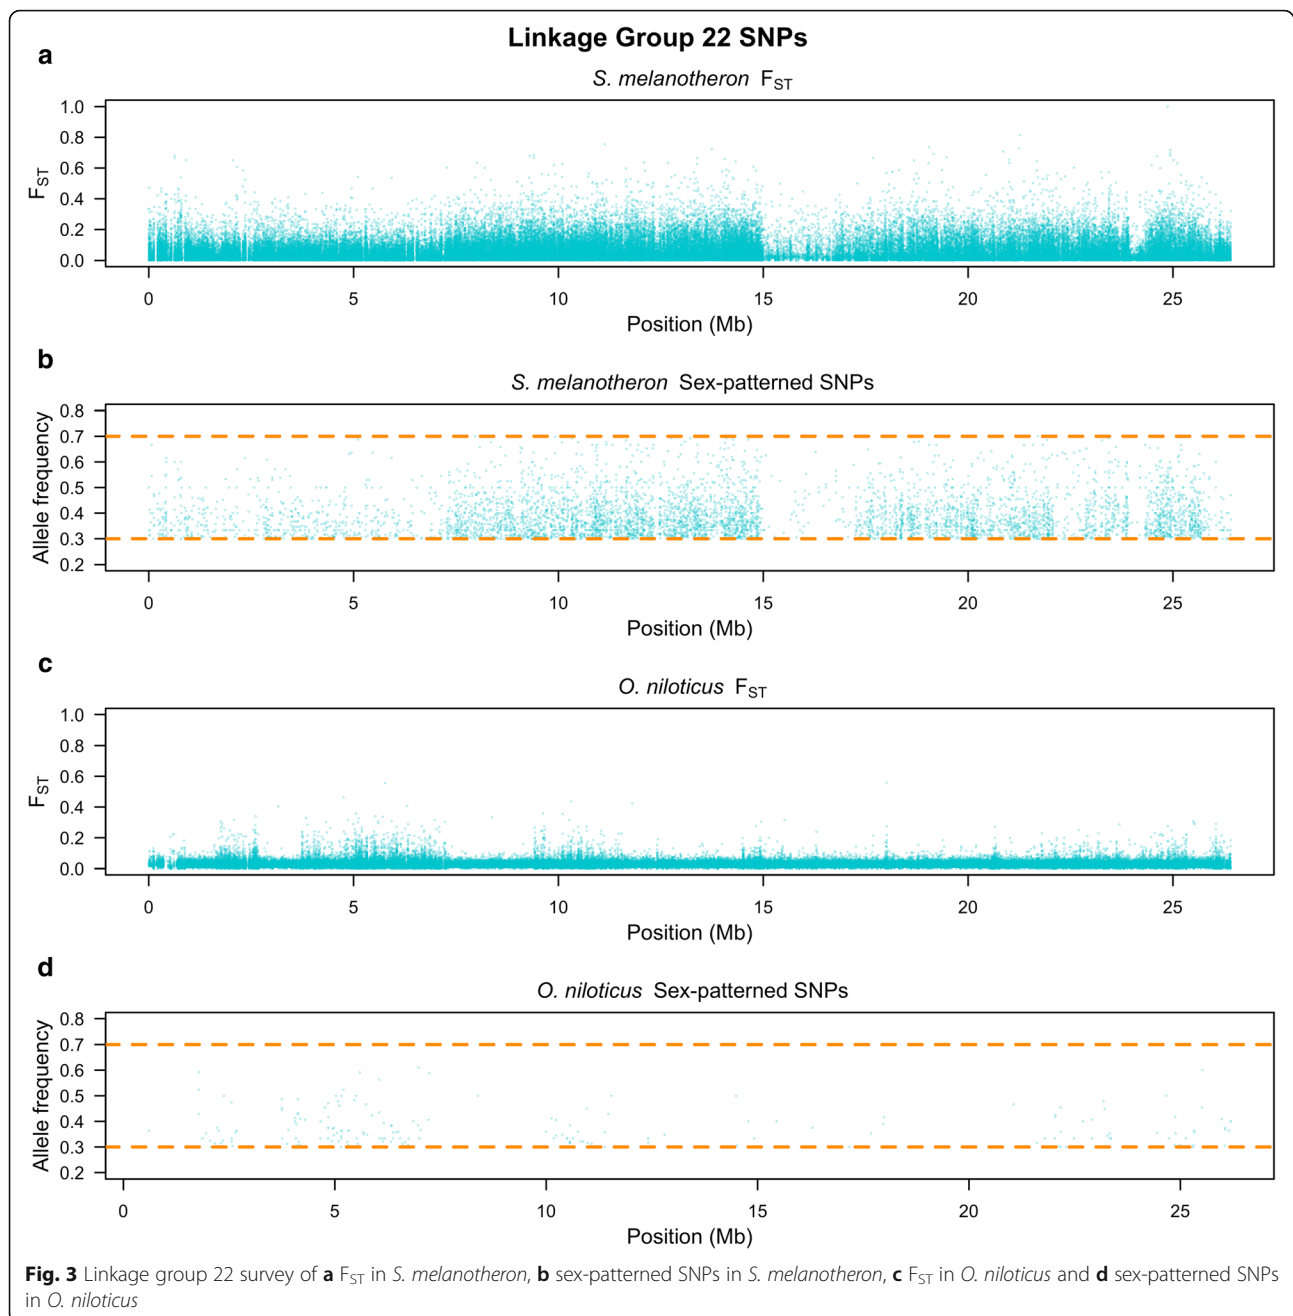 Linkage Group 22 SNPs
a
S. melanotheron FST
1.0
0.8
0.6
0.4
0.2
0.0
FST
0 5 10 15 20 25
Position (Mb)
b
S. melanotheron Sex-patterned SNPs
0.8
0.7
0.6
0.5
0.4
0.3
0.2
Allele frequency
0 5 10 15 20 25
Position (Mb)
c
O. niloticus FST
1.0
0.8
0.6
0.4
0.2
0.0
FST
0 5 10 15 20 25
Position (Mb)
d
O. niloticus Sex-patterned SNPs
0.8
0.7
0.6
0.5
0.4
0.3
0.2
Allele frequency
0 5 10 15 20 25
Position (Mb)
Fig. 3 Linkage group 22 survey of a FST in S. melanotheron, b sex-patterned SNPs in S. melanotheron, c FST in O. niloticus and d sex-patterned SNPs
in O. niloticus